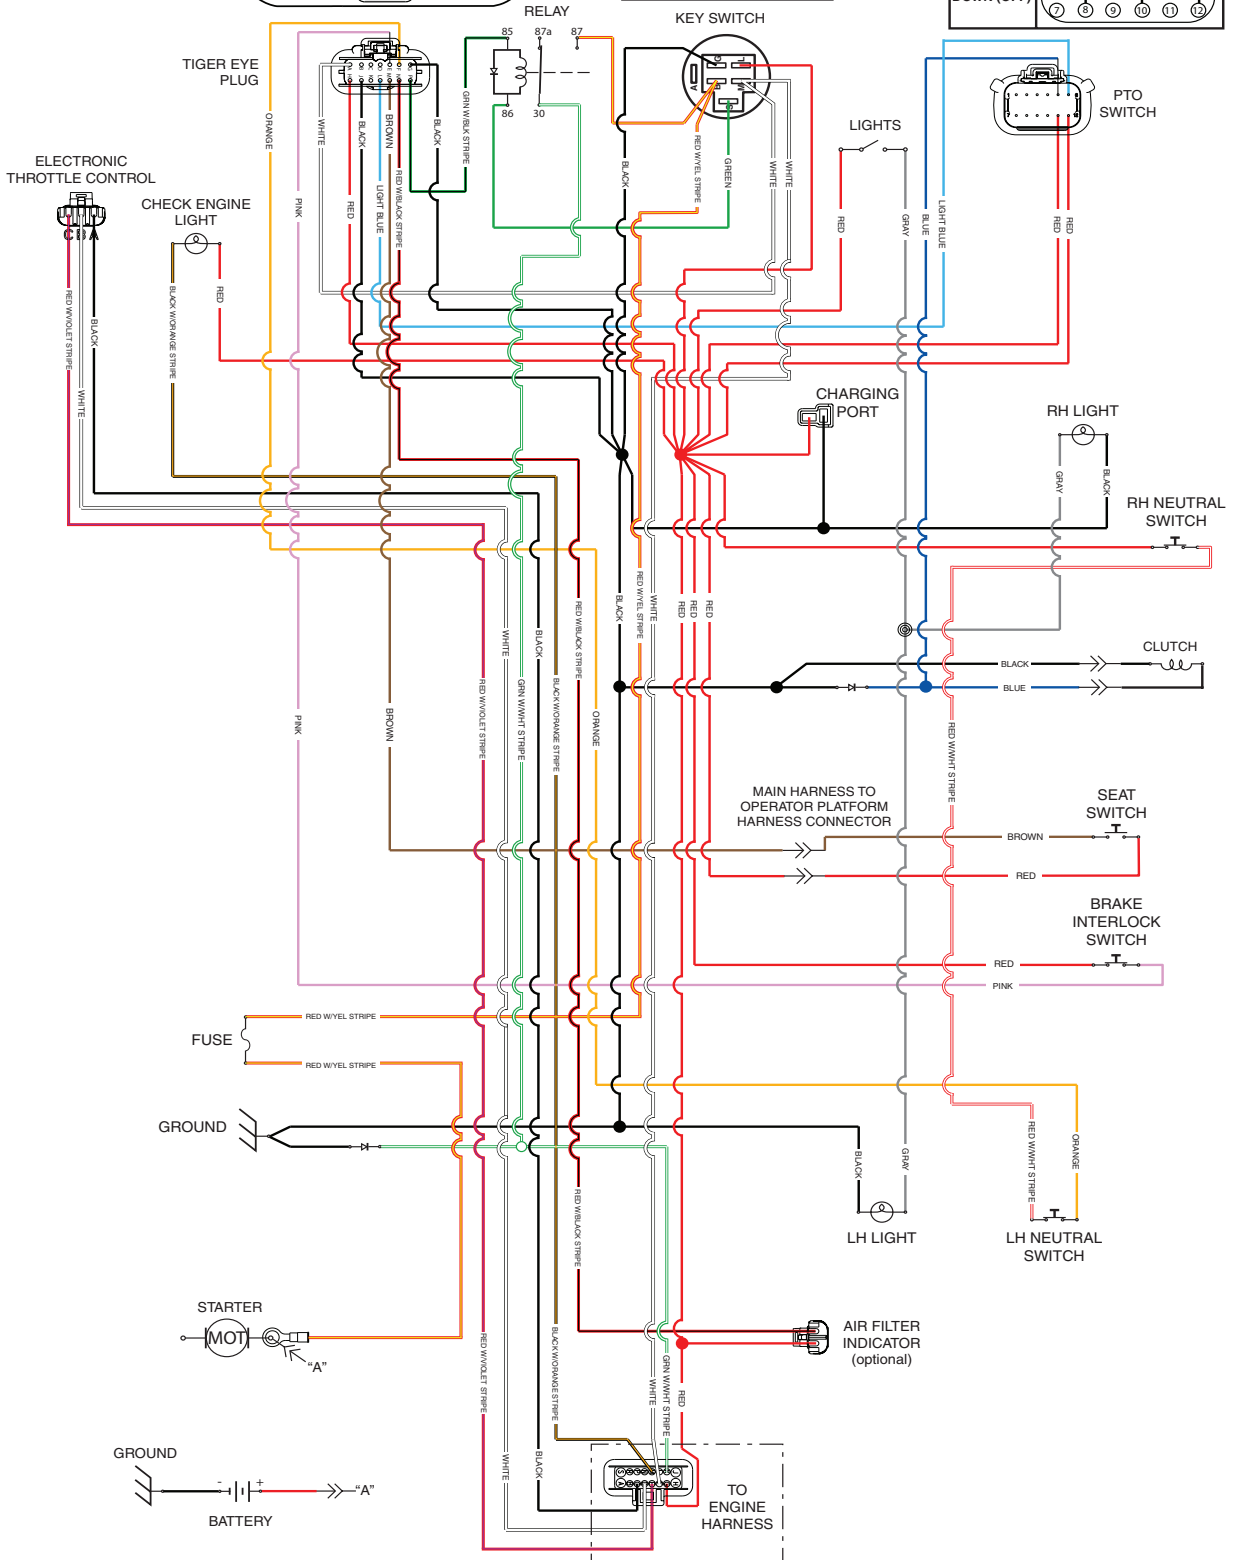 RELAY
KEY SWITCH
7 8 9 10 11 12
85 87a 87
TIGER EYE
PLUG
G L
A B M
S
PTO
SWITCH
86 30
GRN W/BLK STRIPE
ORANGE
WHITE
BLACK
BROWN
BLACK
LIGHTS
ELECTRONIC
THROTTLE CONTROL
CHECK ENGINE
LIGHT
C B A
PINK
RED
LIGHT BLUE
RED W/BLACK STRIPE
BLACK
RED W/YEL STRIPE
GREEN
WHITE
WHITE
RED
GRAY
BLUE
LIGHT BLUE
RED
RED
RED W/VIOLET STRIPE
BLACK
WHITE
BLACK W/ORANGE STRIPE
RED
CHARGING
PORT
RH LIGHT
GRAY
BLACK
RH NEUTRAL
SWITCH
RED W/VIOLET STRIPE
WHITE
GRN W/WHT STRIPE
BLACK
BLACK W/ORANGE STRIPE
RED W/BLACK STRIPE
ORANGE
BLACK
RED W/YEL STRIPE
WHITE
RED
RED
RED
CLUTCH
BLACK
BLUE
PINK
BROWN
RED W/WHT STRIPE
MAIN HARNESS TO
OPERATOR PLATFORM
HARNESS CONNECTOR
SEAT
SWITCH
BROWN
RED
BRAKE
INTERLOCK
SWITCH
RED
PINK
FUSE
RED W/YEL STRIPE
RED W/YEL STRIPE
GROUND
BLACK
GRAY
RED W/WHT STRIPE
ORANGE
RED W/BLACK STRIPE
LH LIGHT
LH NEUTRAL
SWITCH
STARTER
MOT
"A"
AIR FILTER
INDICATOR
(optional)
RED W/VIOLET STRIPE
BLACK W/ORANGE STRIPE
WHITE
GRN W/WHT STRIPE
RED
GROUND
WHITE
BLACK
- +
"A"
BATTERY
TO
ENGINE
HARNESS